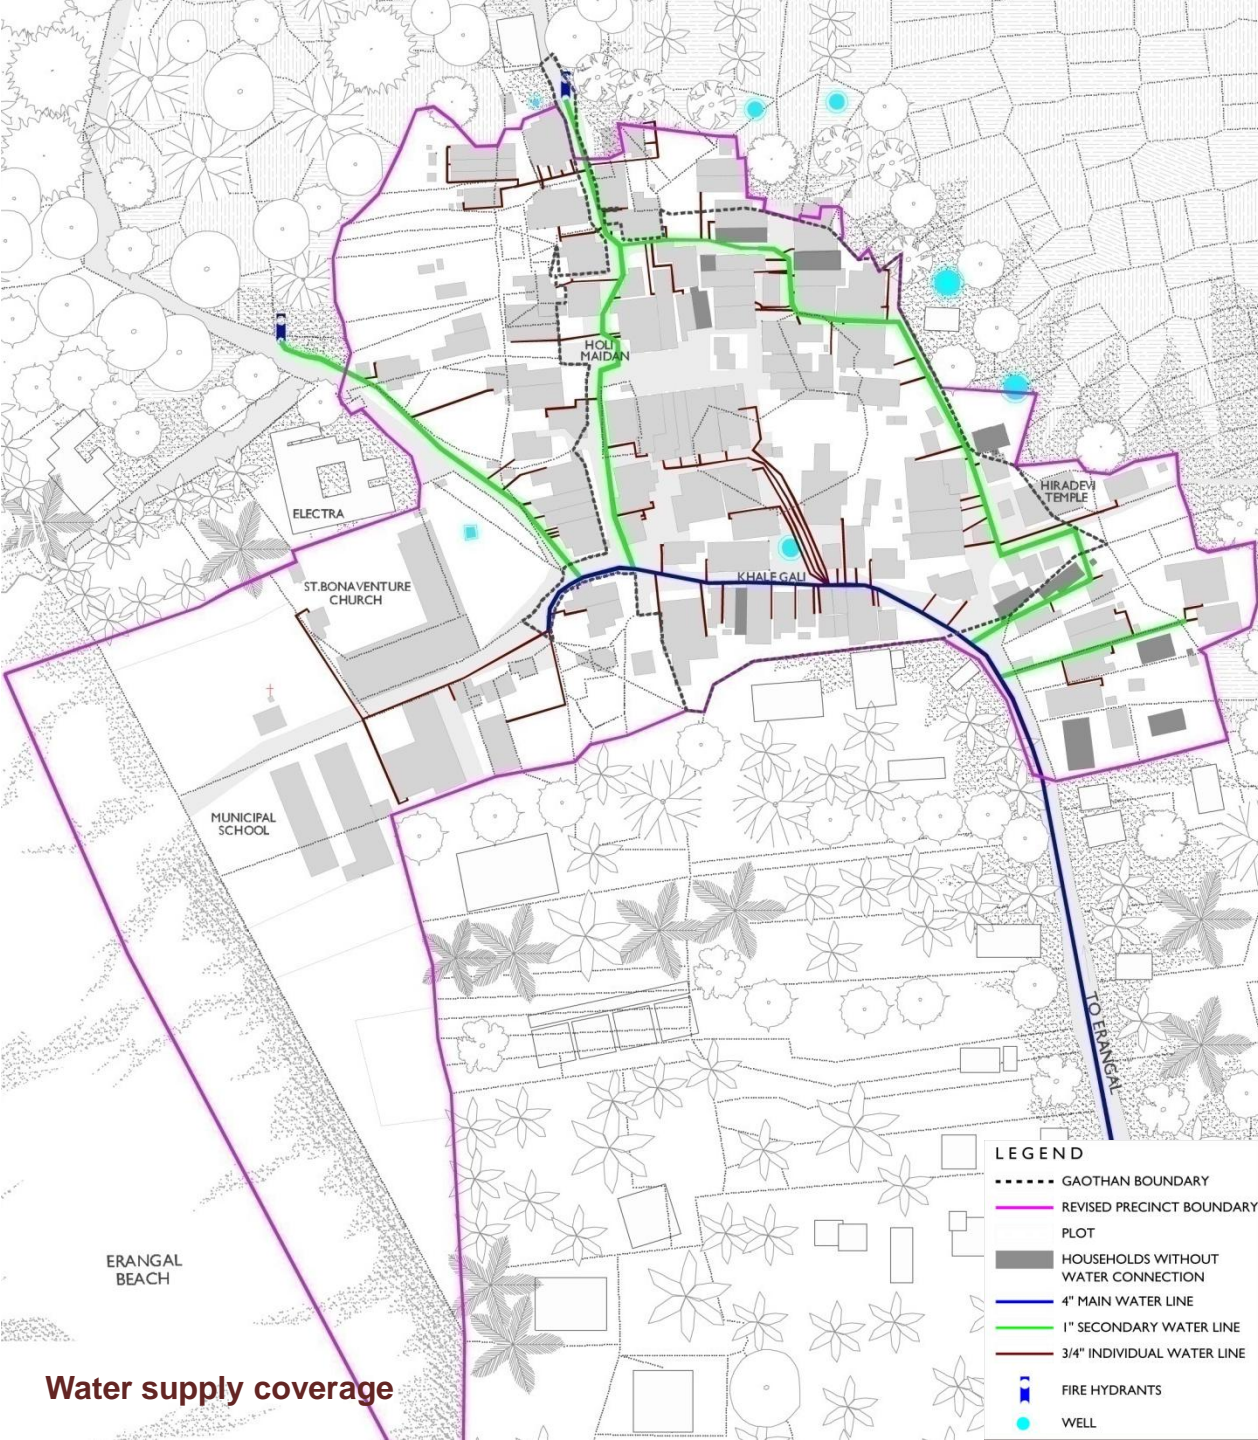 HOLI
MAIDAN
HIRADEVI
TEMPLE
ELECTRA
KHALE GALI
ST.BONAVENTURE
CHURCH
MUNICIPAL
SCHOOL
TO ERANGAL
ERANGAL
BEACH
Water supply coverage
LEGEND
GAOTHAN BOUNDARY
REVISED PRECINCT BOUNDARY
PLOT
HOUSEHOLDS WITHOUT
WATER CONNECTION
4" MAIN WATER LINE
1" SECONDARY WATER LINE
3/4" INDIVIDUAL WATER LINE
FIRE HYDRANTS
WELL